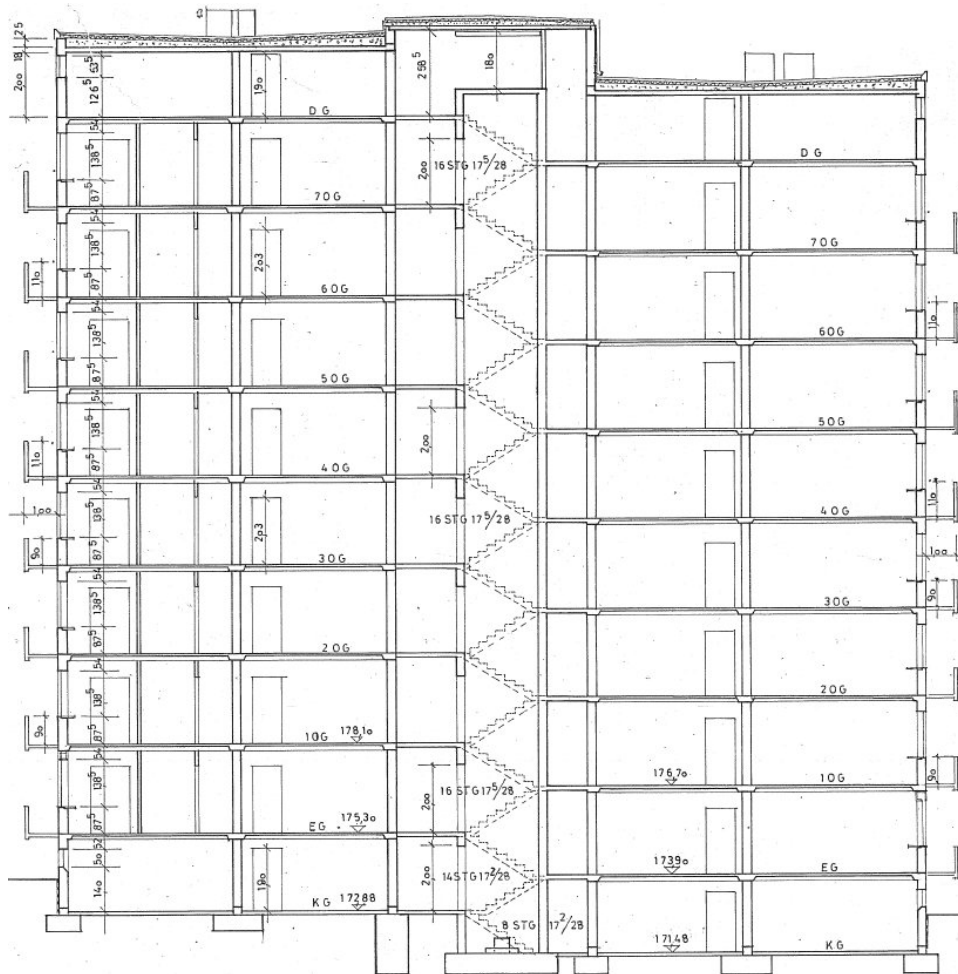 25
18
200
53⁵
126⁵
190
258⁵
180
DG
DG
54
138⁵
87⁵
200
16 STG 17⁵/28
7OG
7OG
54
138⁵
87⁵
110
203
6OG
6OG
110
54
138⁵
87⁵
5OG
5OG
54
138⁵
87⁵
110
200
4OG
4OG
110
54
138⁵
87⁵
1,00
90
203
16 STG 17⁵/28
3OG
3OG
1,00
90
54
138⁵
87⁵
2OG
2OG
54
138⁵
87⁵
90
1OG
178,10
176,70
1OG
90
54
138⁵
87⁵
200
16 STG 17⁵/28
EG
175,30
173,90
EG
52
50
140
190
200
14 STG 17²/28
KG
172,88
8 STG 17²/28
171,48
KG